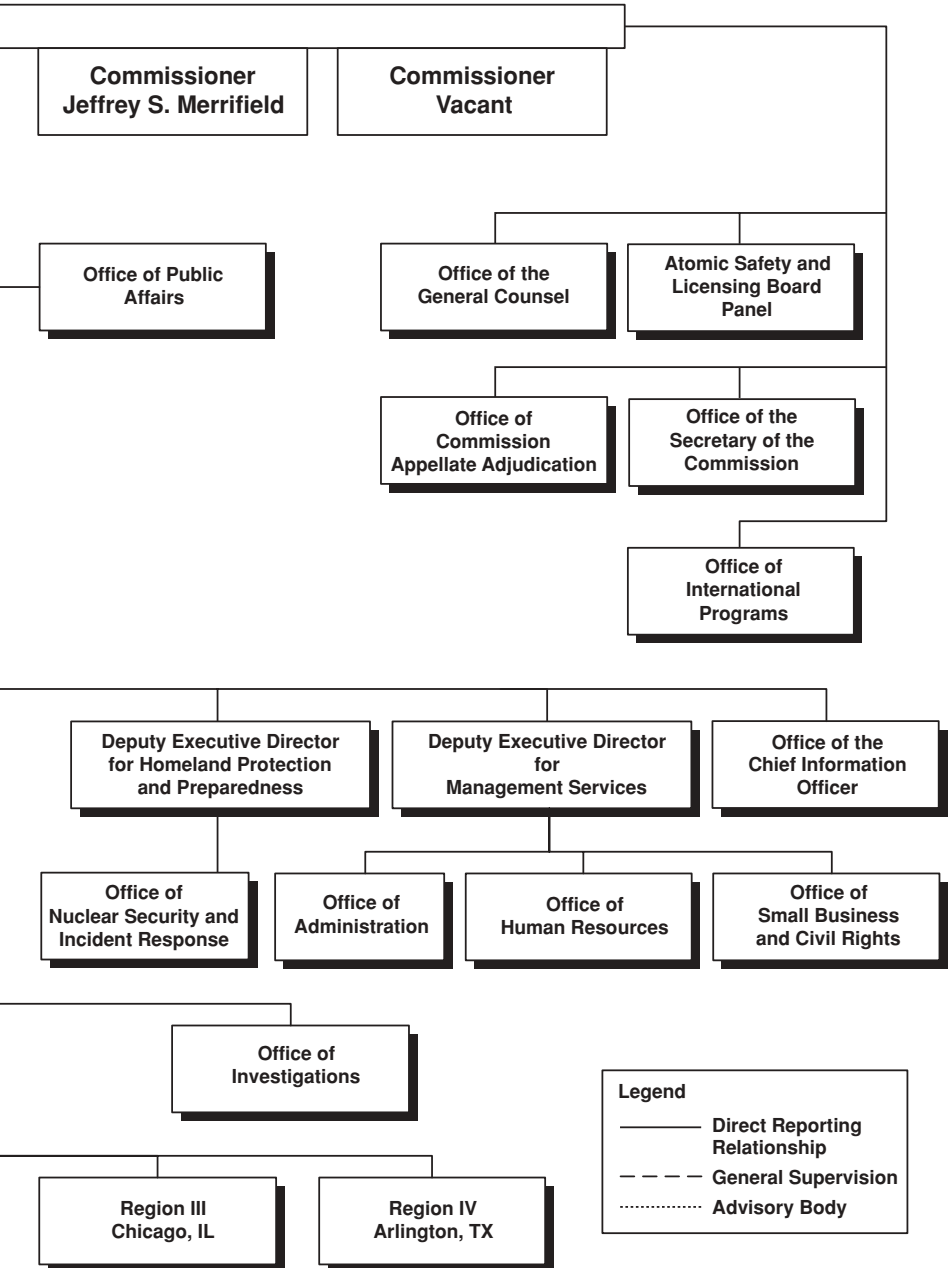 Commissioner
Jeffrey S. Merrifield
Commissioner
Vacant
Office of Public
Affairs
Office of the
General Counsel
Atomic Safety and
Licensing Board
Panel
Office of
Commission
Appellate Adjudication
Office of the
Secretary of the
Commission
Office of
International
Programs
Deputy Executive Director
for Homeland Protection
and Preparedness
Deputy Executive Director
for
Management Services
Office of the
Chief Information
Officer
Office of
Nuclear Security and
Incident Response
Office of
Administration
Office of
Human Resources
Office of
Small Business
and Civil Rights
Office of
Investigations
Region III
Chicago, IL
Region IV
Arlington, TX
Legend
Direct Reporting
Relationship
General Supervision
Advisory Body